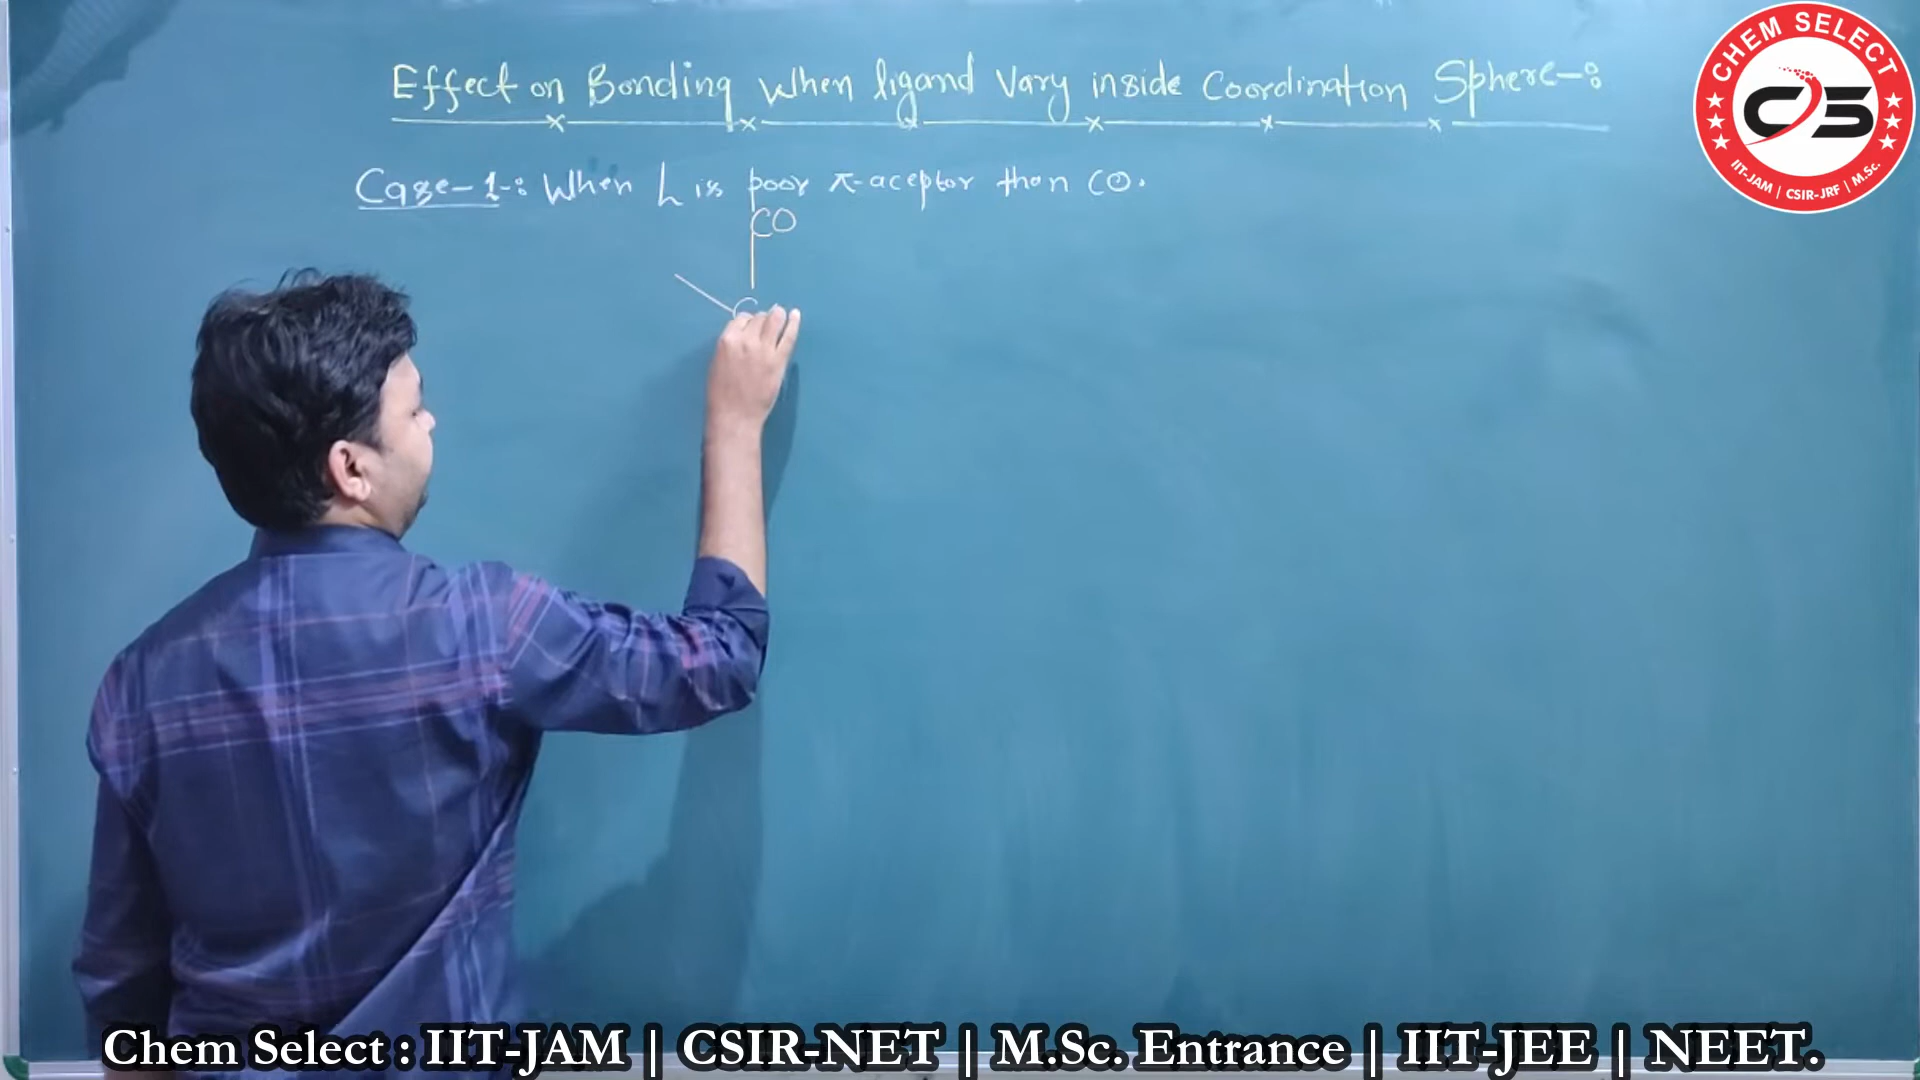 Effect on Bonding when ligand Vary inside Coordination Sphere-:
Case-1-: When L is poor π-aceptor than CO.
CO
C
CHEM SELECT
CS
IIT-JAM | CSIR-JRF | M.Sc.
Chem Select : IIT-JAM | CSIR-NET | M.Sc. Entrance | IIT-JEE | NEET.